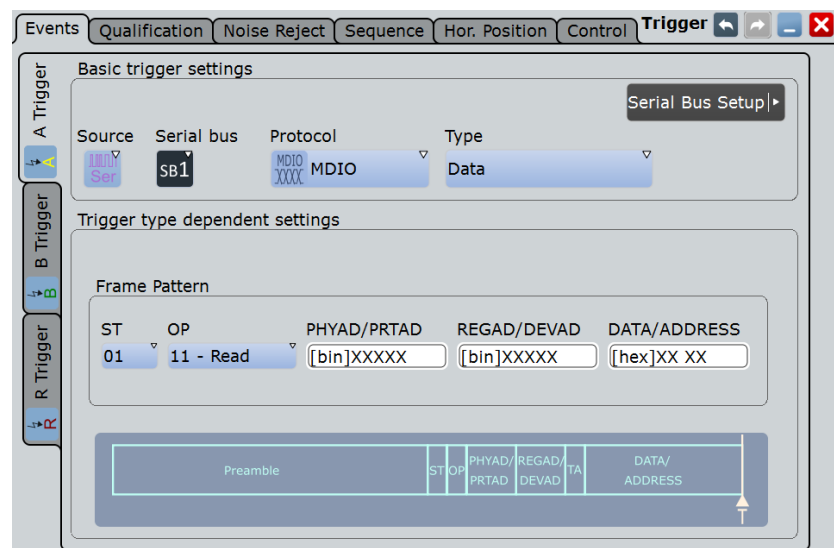 Events Qualification Noise Reject Sequence Hor. Position Control Trigger
A Trigger
A
B Trigger
B
R Trigger
R
Basic trigger settings
Serial Bus Setup
Source Serial bus Protocol Type
Ser SB1 MDIO XXXX MDIO Data
Trigger type dependent settings
Frame Pattern
ST OP PHYAD/PRTAD REGAD/DEVAD DATA/ADDRESS
01 11 - Read [bin]XXXXX [bin]XXXXX [hex]XX XX
Preamble ST OP PHYAD/ PRTAD REGAD/ DEVAD TA DATA/ ADDRESS
T